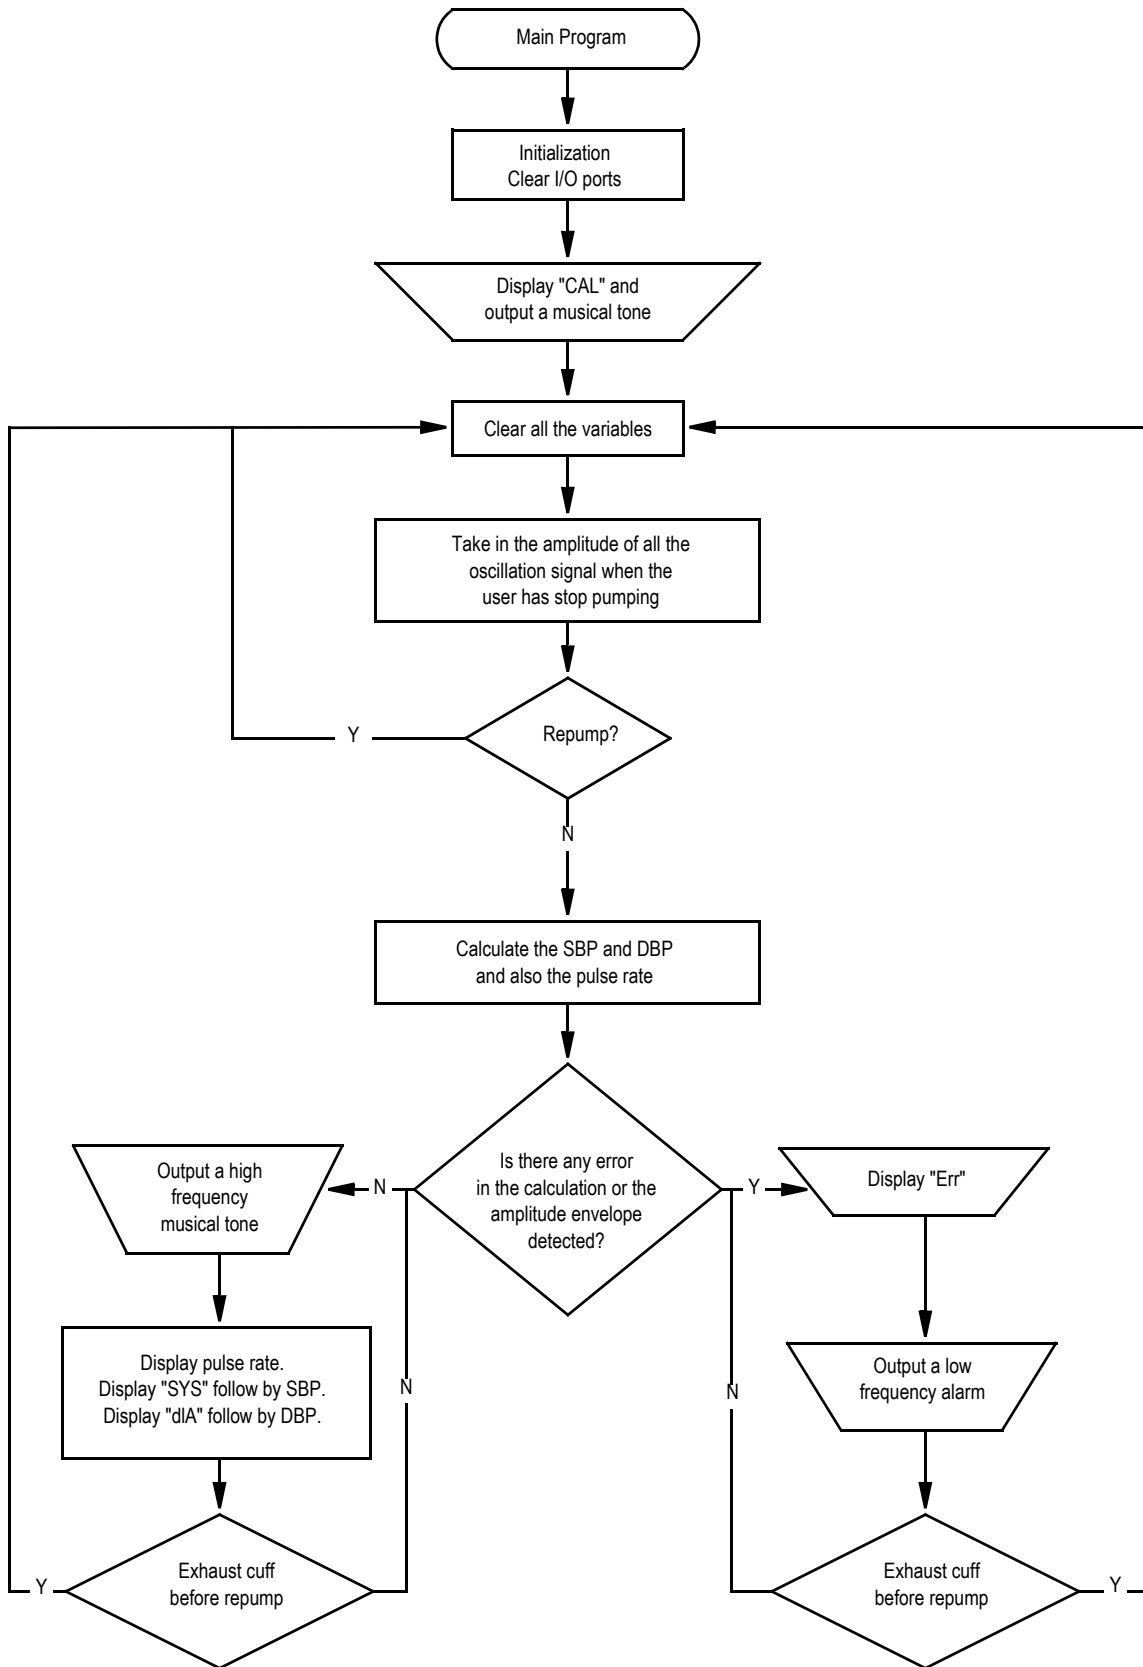 Main Program
Initialization
Clear I/O ports
Display "CAL" and
output a musical tone
Clear all the variables
Take in the amplitude of all the
oscillation signal when the
user has stop pumping
Repump?
Y
N
Calculate the SBP and DBP
and also the pulse rate
Is there any error
in the calculation or the
amplitude envelope
detected?
N
Y
Output a high
frequency
musical tone
Display "Err"
Display pulse rate.
Display "SYS" follow by SBP.
Display "dIA" follow by DBP.
N
N
Output a low
frequency alarm
Exhaust cuff
before repump
Y
Exhaust cuff
before repump
Y